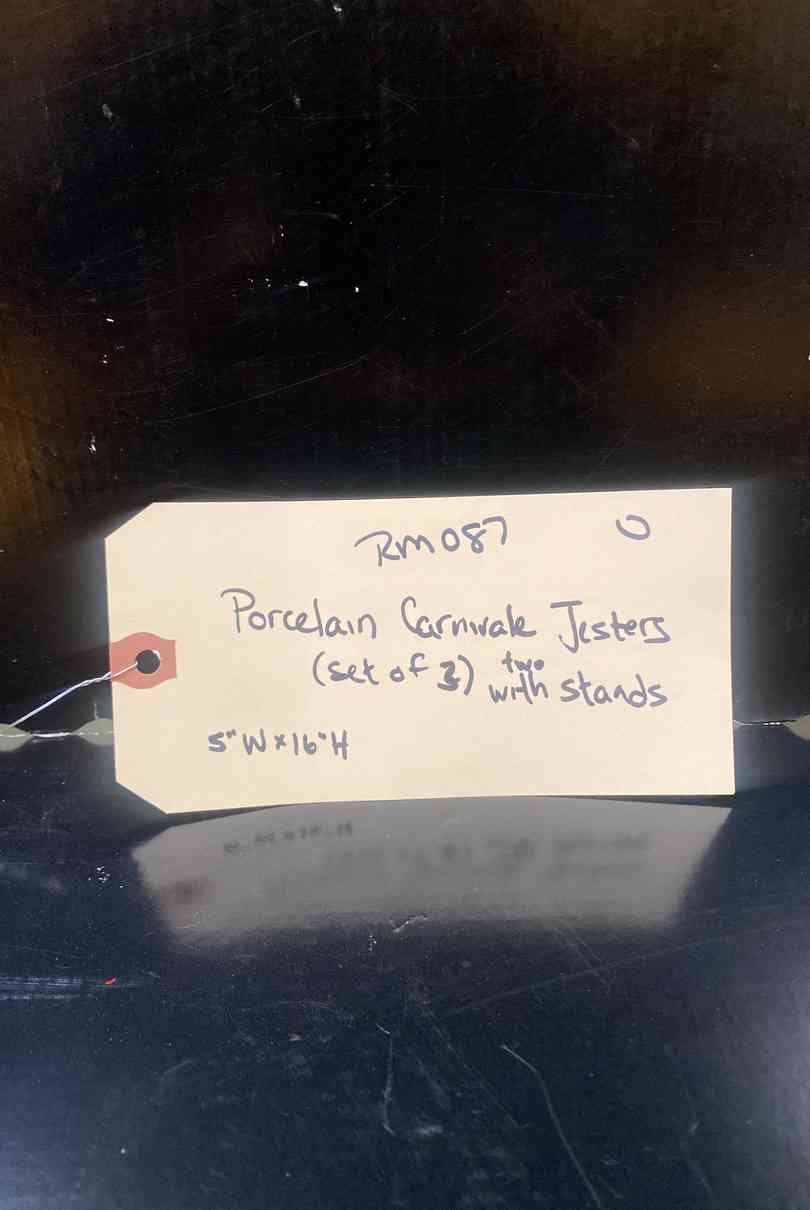 RM087 O
Porcelain Carnivale Jesters
(set of 3) two with stands
5"W x 16"H